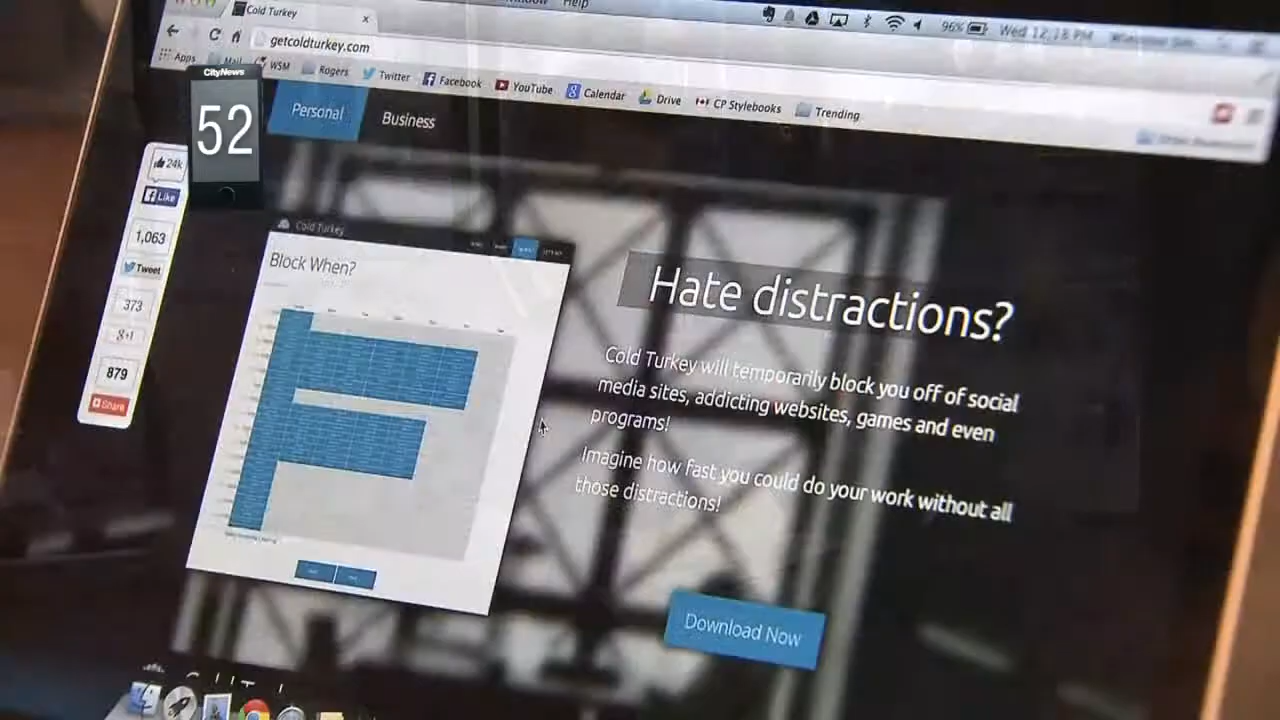 Help
96%
Wed 12:18 PM
Cold Turkey
getcoldturkey.com
Apps
Mail
WSM
Rogers
Twitter
Facebook
YouTube
Calendar
Drive
CP Stylebooks
Trending
CityNews
52
Personal
Business
24k
Like
1,063
Tweet
373
g+1
879
Share
Cold Turkey
Block When?
Hate distractions?
Cold Turkey will temporarily block you off of social
media sites, addicting websites, games and even
programs!
Imagine how fast you could do your work without all
those distractions!
Download Now